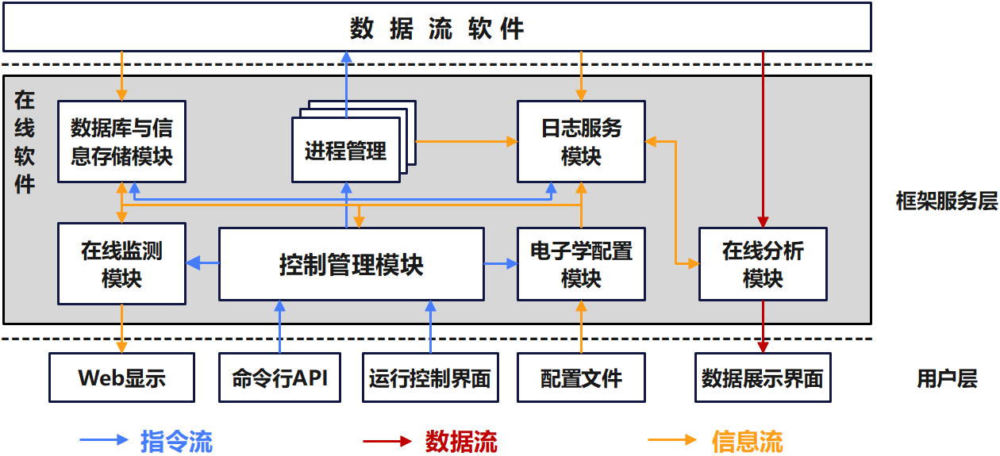 数据流软件
在线软件
数据库与信
息存储模块
进程管理
日志服务
模块
框架服务层
在线监测
模块
控制管理模块
电子学配置
模块
在线分析
模块
Web显示
命令行API
运行控制界面
配置文件
数据展示界面
用户层
指令流
数据流
信息流